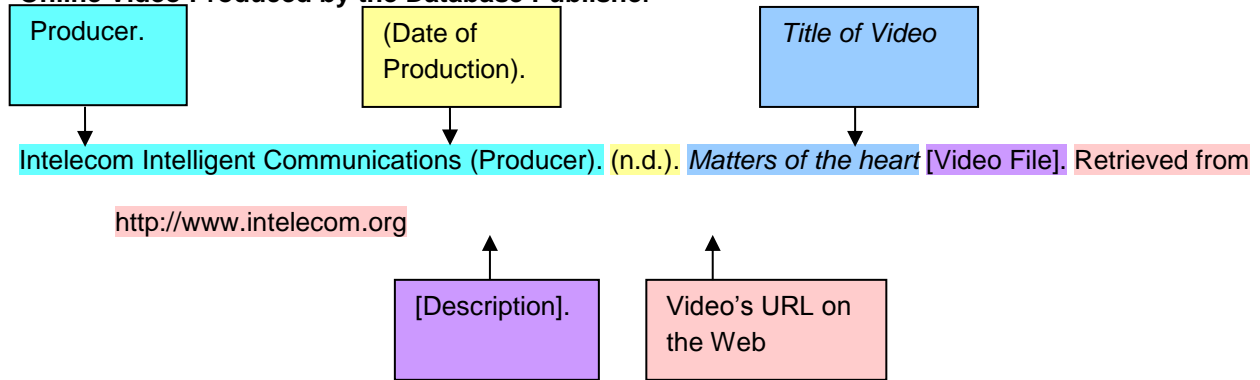 Online Video Produced by the Database Publisher
Producer.
(Date of
Production).
Title of Video
Intelecom Intelligent Communications (Producer). (n.d.). Matters of the heart [Video File]. Retrieved from
http://www.intelecom.org
[Description].
Video’s URL on
the Web